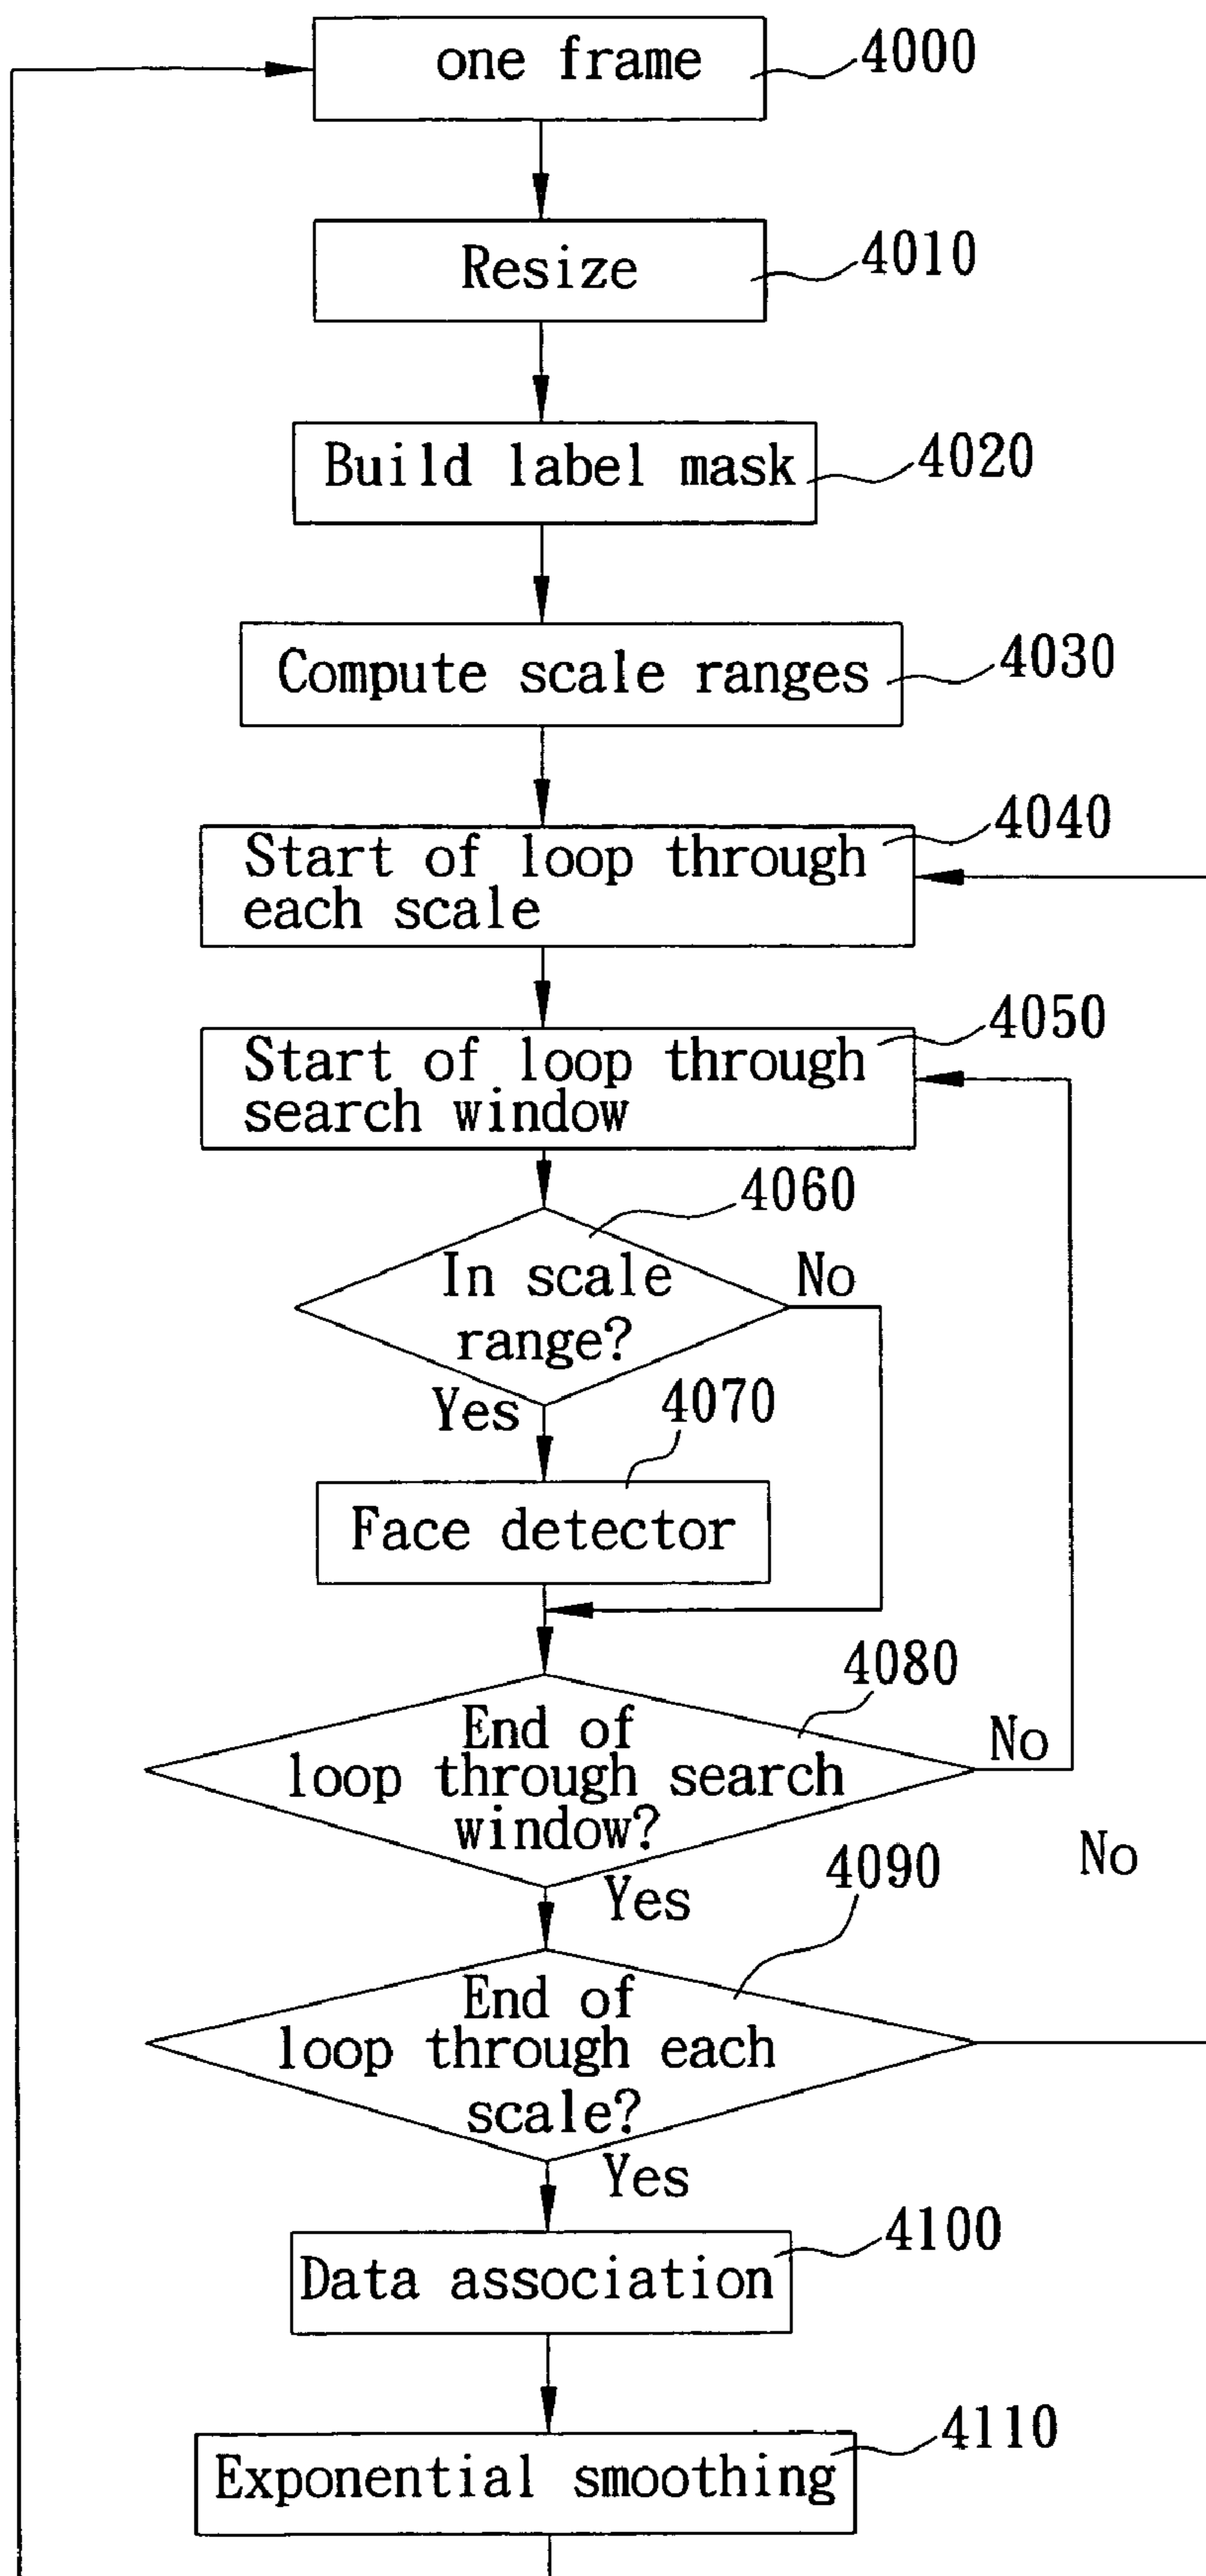 one frame
4000
Resize
4010
Build label mask
4020
Compute scale ranges
4030
4040
Start of loop through
each scale
4050
Start of loop through
search window
4060
In scale
range?
No
Yes
4070
Face detector
4080
End of
loop through search
window?
No
Yes
No
4090
End of
loop through each
scale?
Yes
4100
Data association
4110
Exponential smoothing